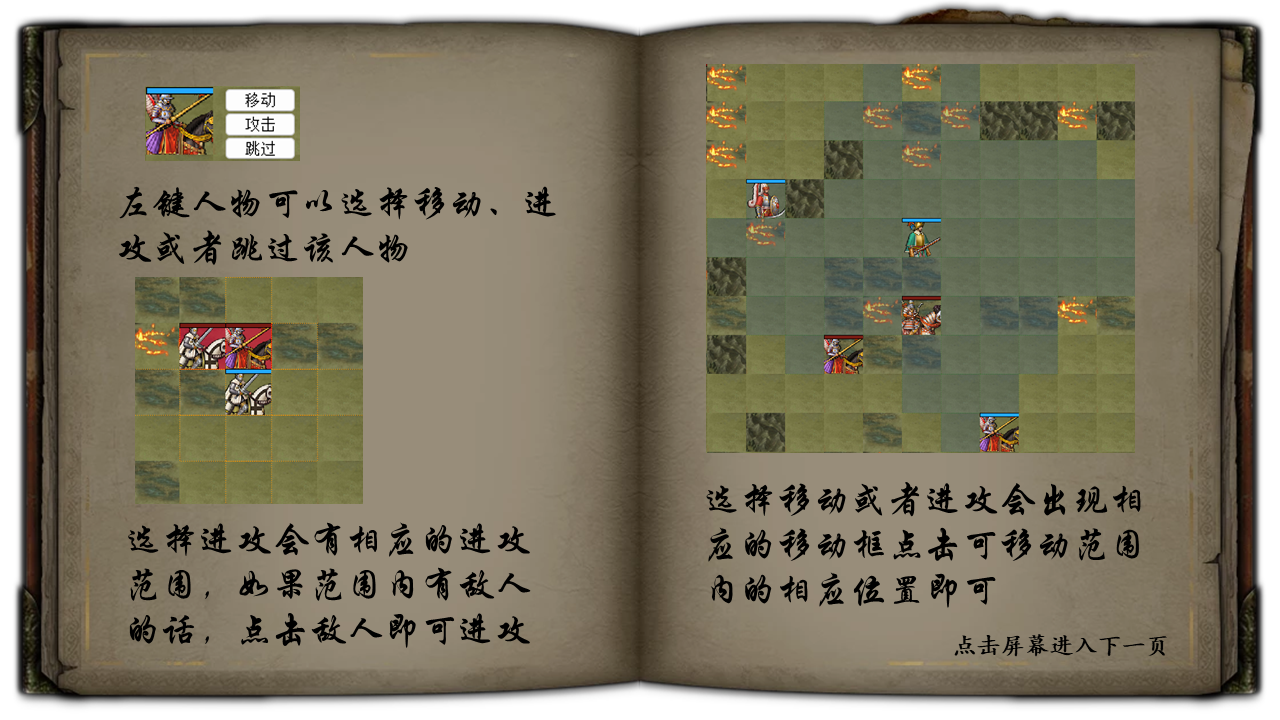 移动
攻击
跳过
左键人物可以选择移动、进
攻或者跳过该人物
选择进攻会有相应的进攻
范围，如果范围内有敌人
的话，点击敌人即可进攻
选择移动或者进攻会出现相
应的移动框点击可移动范围
内的相应位置即可
点击屏幕进入下一页